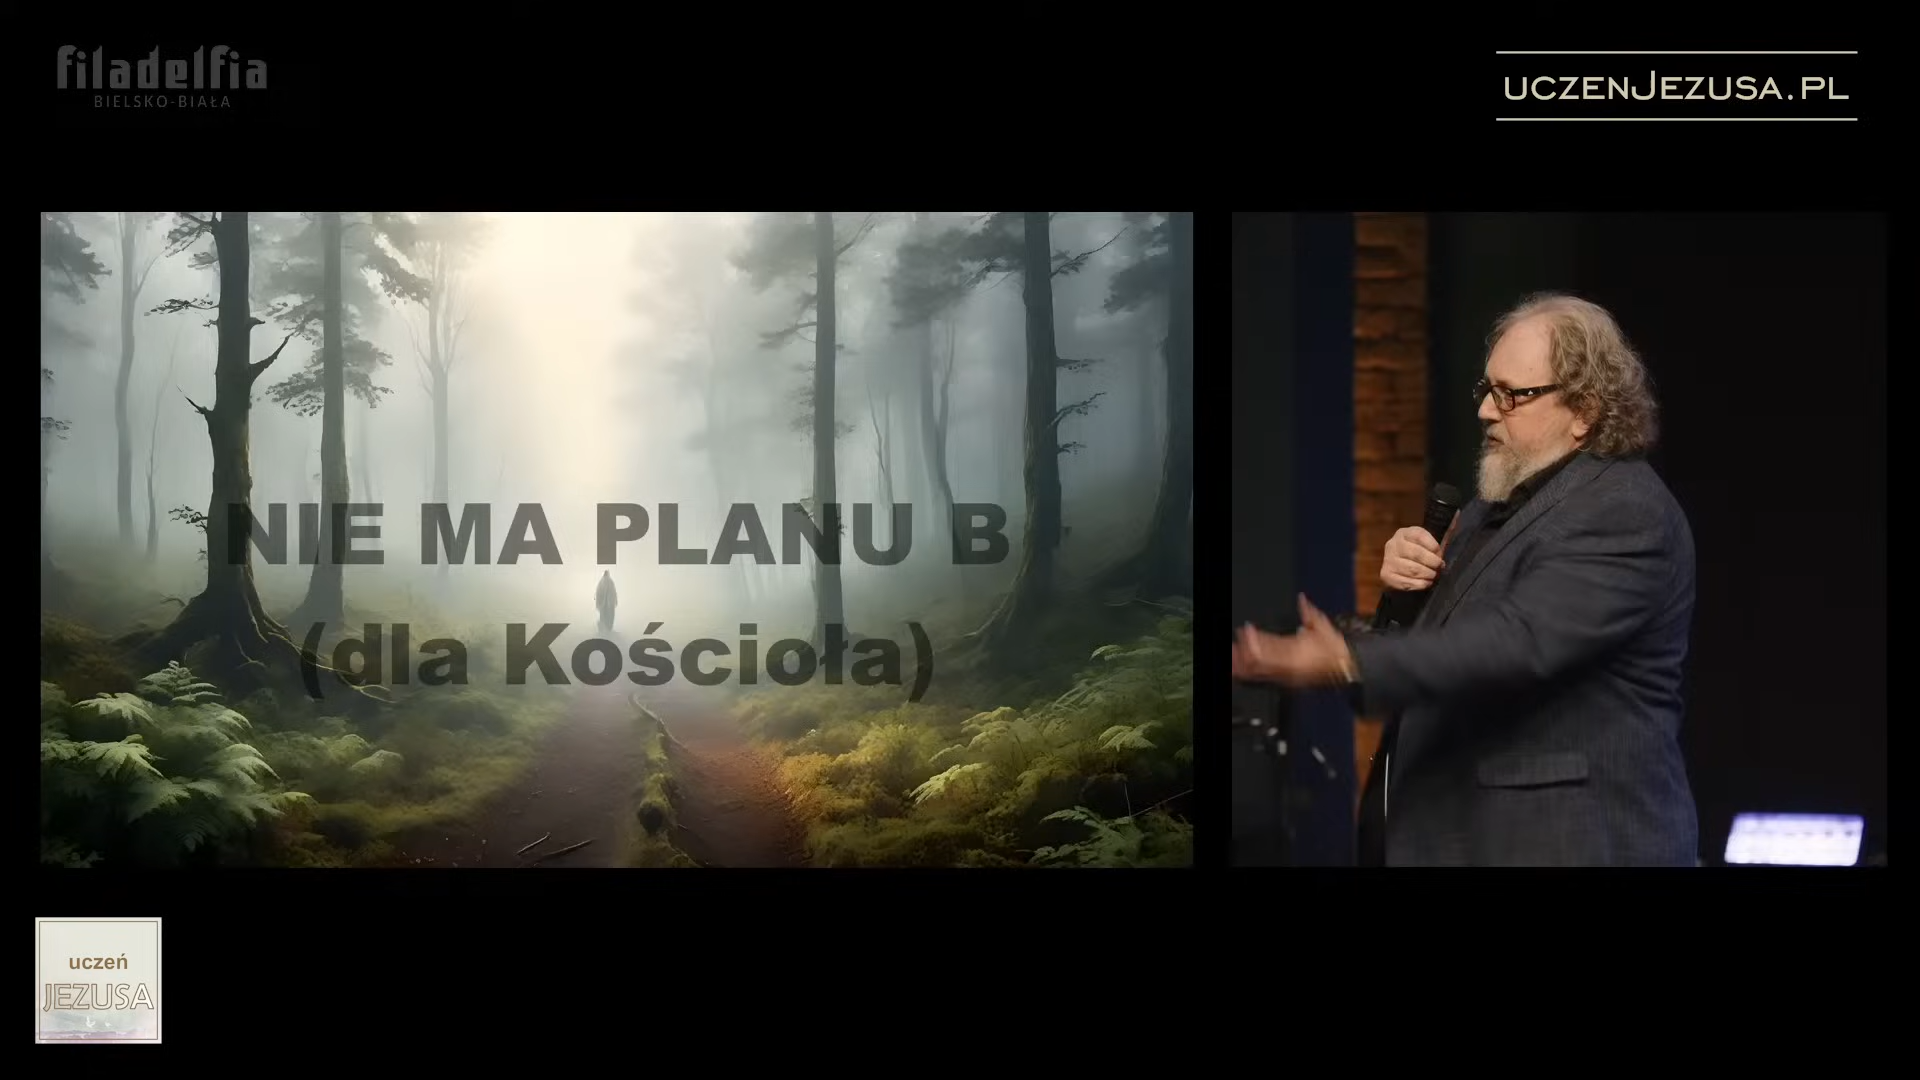 filadelfia
BIELSKO-BIAŁA
UCZENJEZUSA.PL
NIE MA PLANU B
(dla Kościoła)
uczeń
JEZUSA